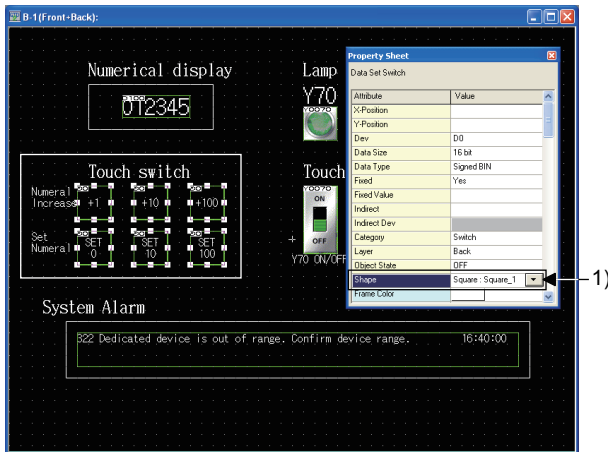 B-1(Front+Back):
Numerical display
D100
012345
Lamp
Y70
Y0070
Touch switch
Numeral
Increase
+1
+10
+100
Set
Numeral
SET
0
SET
10
SET
100
Touch
Y0070
ON
OFF
Y70 ON/OFF
System Alarm
322 Dedicated device is out of range. Confirm device range. 16:40:00
Property Sheet
Data Set Switch
Attribute Value
X-Position
Y-Position
Dev D0
Data Size 16 bit
Data Type Signed BIN
Fixed Yes
Fixed Value
Indirect
Indirect Dev
Category Switch
Layer Back
Object State OFF
Shape Square : Square_1
Frame Color
1)